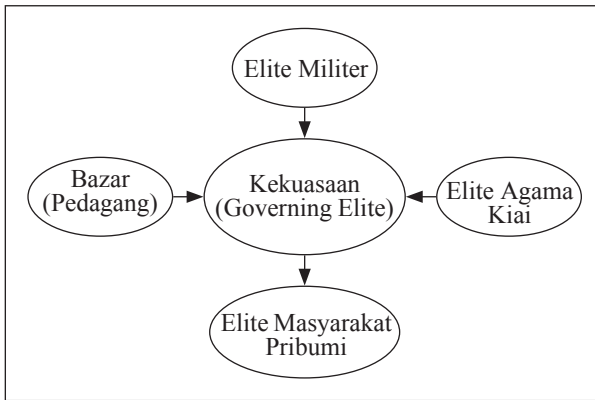 Elite Militer
Bazar
(Pedagang)
Kekuasaan
(Governing Elite)
Elite Agama
Kiai
Elite Masyarakat
Pribumi